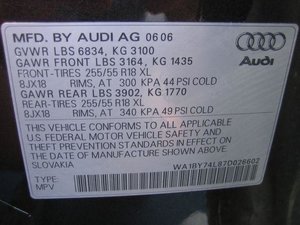 MFD. BY AUDI AG 06 06
GVWR LBS 6834, KG 3100
GAWR FRONT LBS 3164, KG 1435
FRONT-TIRES 255/55 R18 XL
8JX18 RIMS, AT 300 KPA 44 PSI COLD
GAWR REAR LBS 3902, KG 1770
REAR-TIRES 255/55 R18 XL
8JX18 RIMS, AT 340 KPA 49 PSI COLD
Audi
THIS VEHICLE CONFORMS TO ALL APPLICABLE
U.S. FEDERAL MOTOR VEHICLE SAFETY AND
THEFT PREVENTION STANDARDS IN EFFECT
ON THE DATE OF MANUFACTURE SHOWN ABOVE.
SLOVAKIA WA1BY74L87D026602
TYPE:
MPV